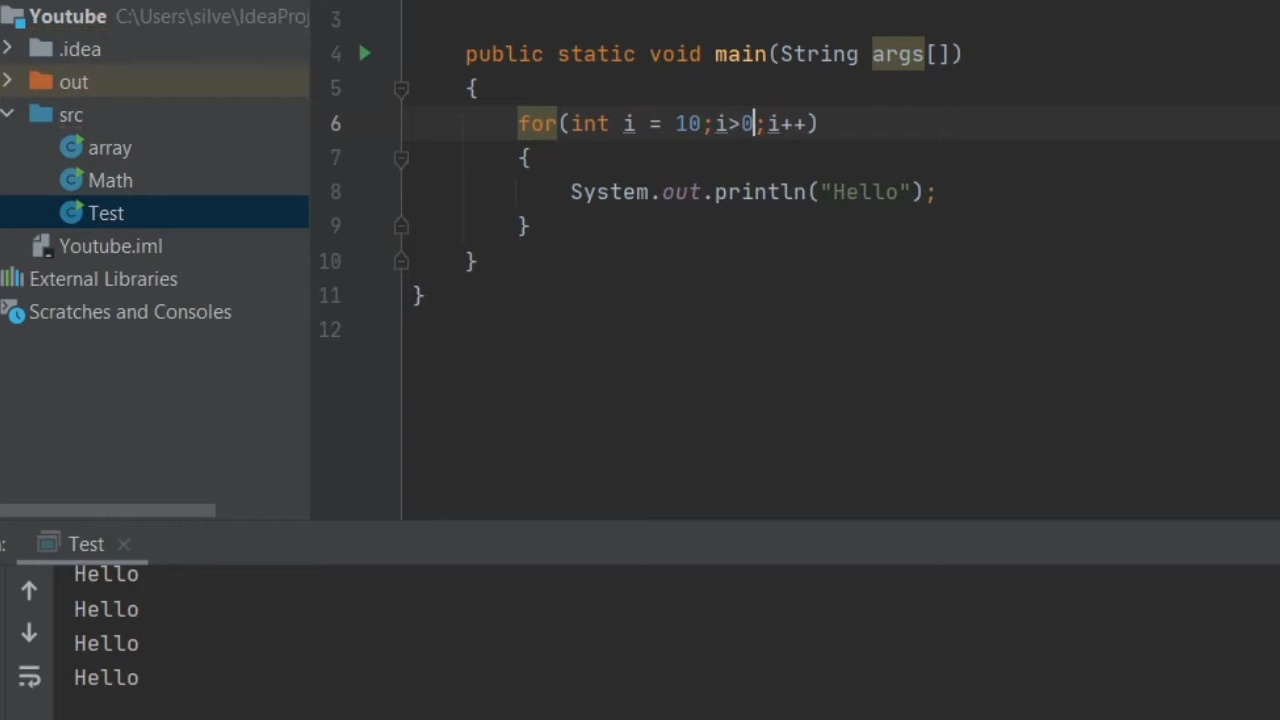 Youtube C:\Users\silve\IdeaProj
.idea
out
src
array
Math
Test
Youtube.iml
External Libraries
Scratches and Consoles
3
4 public static void main(String args[])
5 {
6 for(int i = 10;i>0;i++)
7 {
8 System.out.println("Hello");
9 }
10 }
11 }
12
: Test
Hello
Hello
Hello
Hello